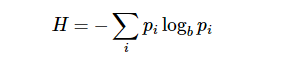 H = − ∑_i p_i log_b p_i